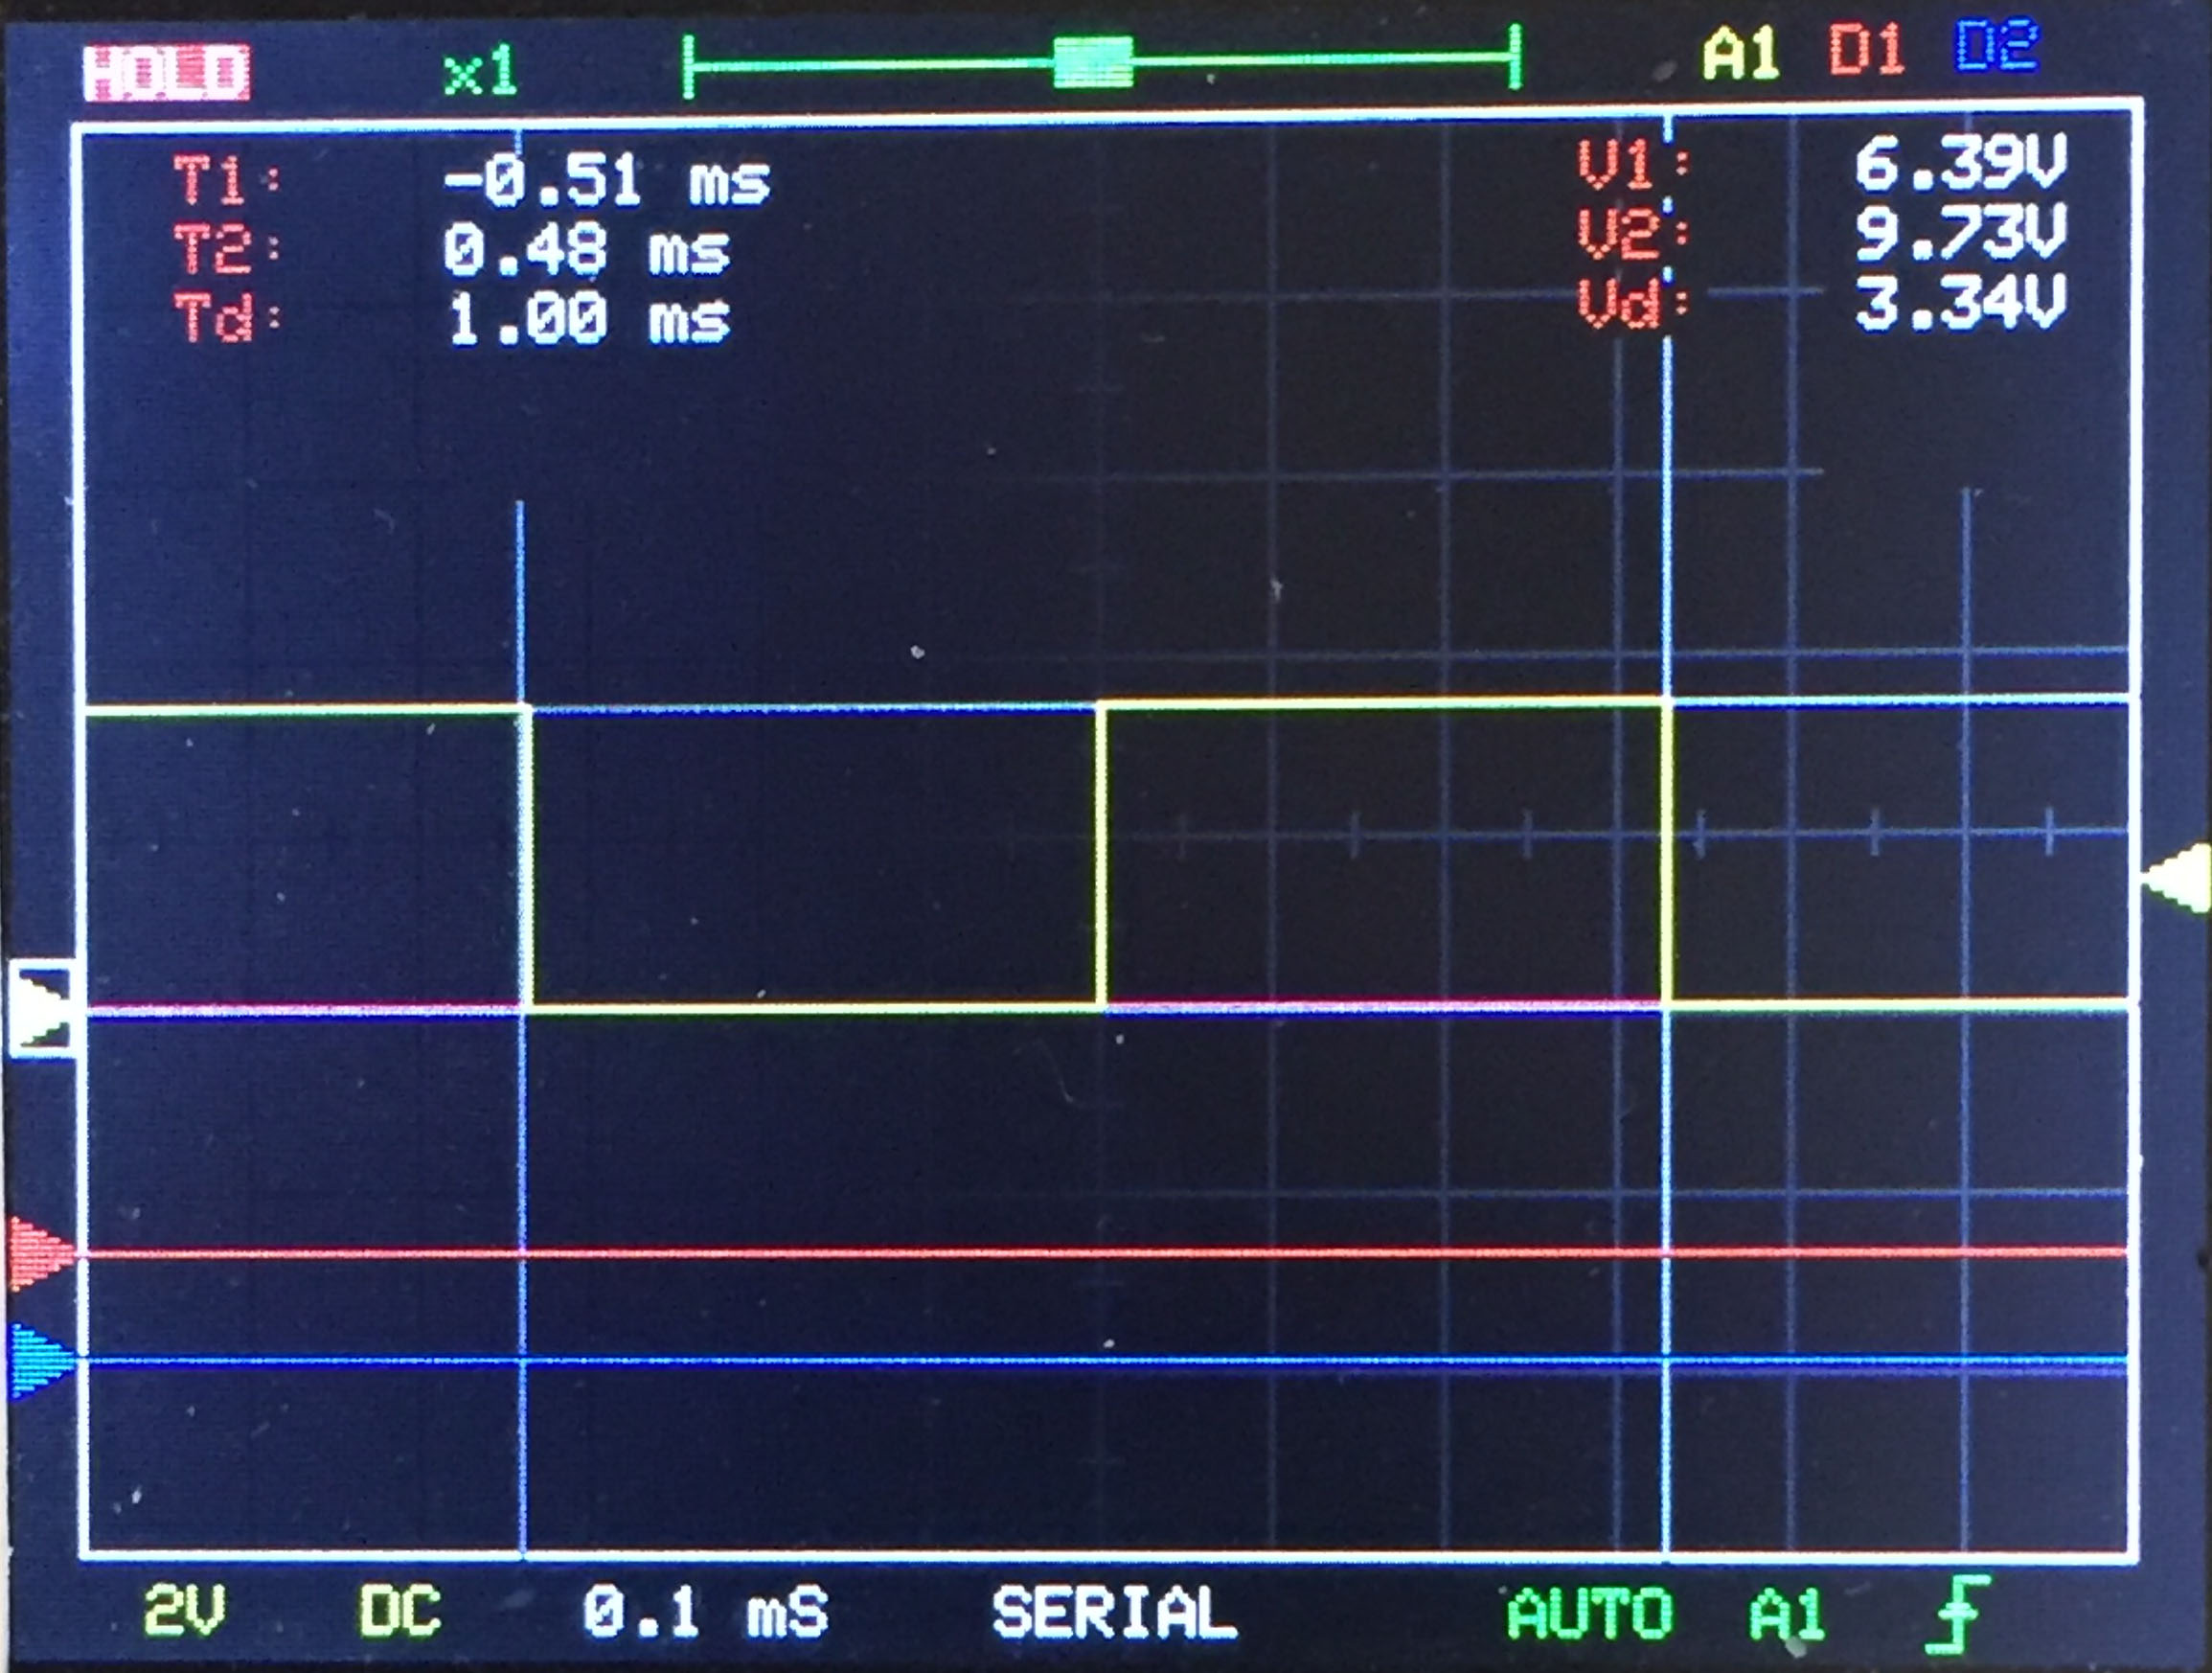 HOLD x1 A1 D1 D2
T1: -0.51 ms V1: 6.39V
T2: 0.48 ms V2: 9.73V
Td: 1.00 ms Vd: 3.34V
2V DC 0.1 mS SERIAL AUTO A1